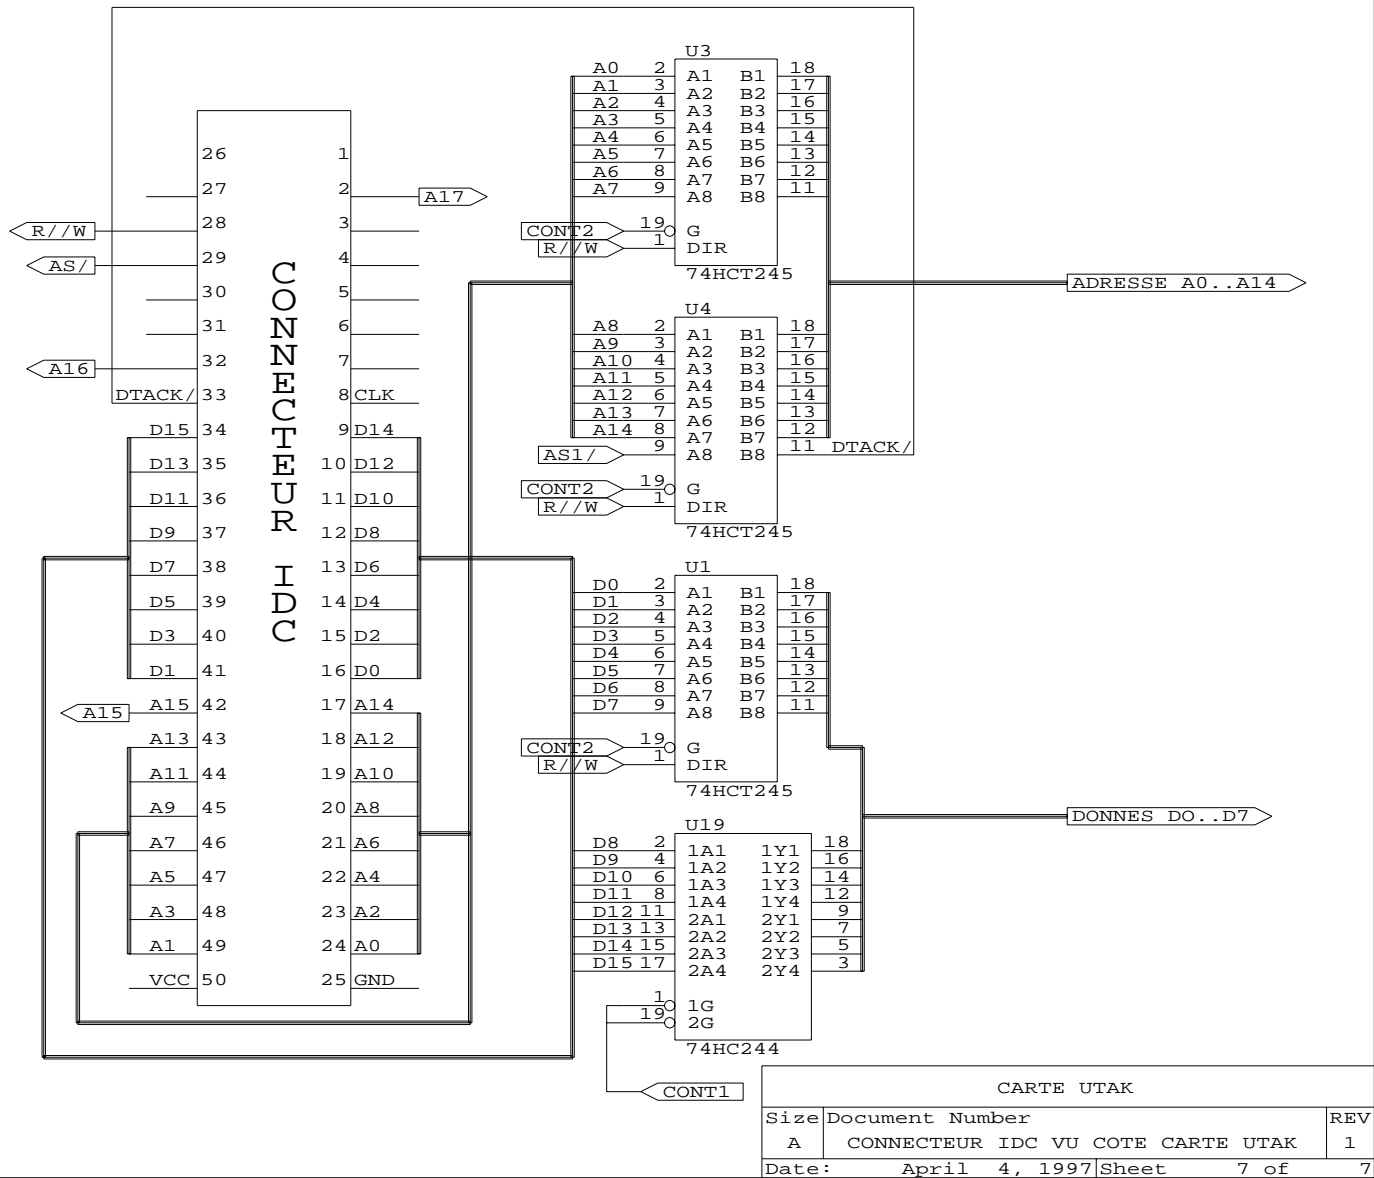 U3
A0 2 A1 B1 18
A1 3 A2 B2 17
A2 4 A3 B3 16
A3 5 A4 B4 15
A4 6 A5 B5 14
A5 7 A6 B6 13
A6 8 A7 B7 12
A7 9 A8 B8 11
CONT2 19 G
R//W 1 DIR
74HCT245
U4
A8 2 A1 B1 18
A9 3 A2 B2 17
A10 4 A3 B3 16
A11 5 A4 B4 15
A12 6 A5 B5 14
A13 7 A6 B6 13
A14 8 A7 B7 12
AS1/ 9 A8 B8 11 DTACK/
CONT2 19 G
R//W 1 DIR
74HCT245
ADRESSE A0..A14
U1
D0 2 A1 B1 18
D1 3 A2 B2 17
D2 4 A3 B3 16
D3 5 A4 B4 15
D4 6 A5 B5 14
D5 7 A6 B6 13
D6 8 A7 B7 12
D7 9 A8 B8 11
CONT2 19 G
R//W 1 DIR
74HCT245
U19
D8 2 1A1 1Y1 18
D9 4 1A2 1Y2 16
D10 6 1A3 1Y3 14
D11 8 1A4 1Y4 12
D12 11 2A1 2Y1 9
D13 13 2A2 2Y2 7
D14 15 2A3 2Y3 5
D15 17 2A4 2Y4 3
1 1G
19 2G
74HC244
CONT1
DONNES DO..D7
CONNECTEUR IDC
26 1
27 2 A17
R//W 28 3
AS/ 29 4
30 5
31 6
A16 32 7
DTACK/ 33 8 CLK
D15 34 9 D14
D13 35 10 D12
D11 36 11 D10
D9 37 12 D8
D7 38 13 D6
D5 39 14 D4
D3 40 15 D2
D1 41 16 D0
A15 A15 42 17 A14
A13 43 18 A12
A11 44 19 A10
A9 45 20 A8
A7 46 21 A6
A5 47 22 A4
A3 48 23 A2
A1 49 24 A0
VCC 50 25 GND
CARTE UTAK
Size Document Number REV
A CONNECTEUR IDC VU COTE CARTE UTAK 1
Date: April 4, 1997 Sheet 7 of 7